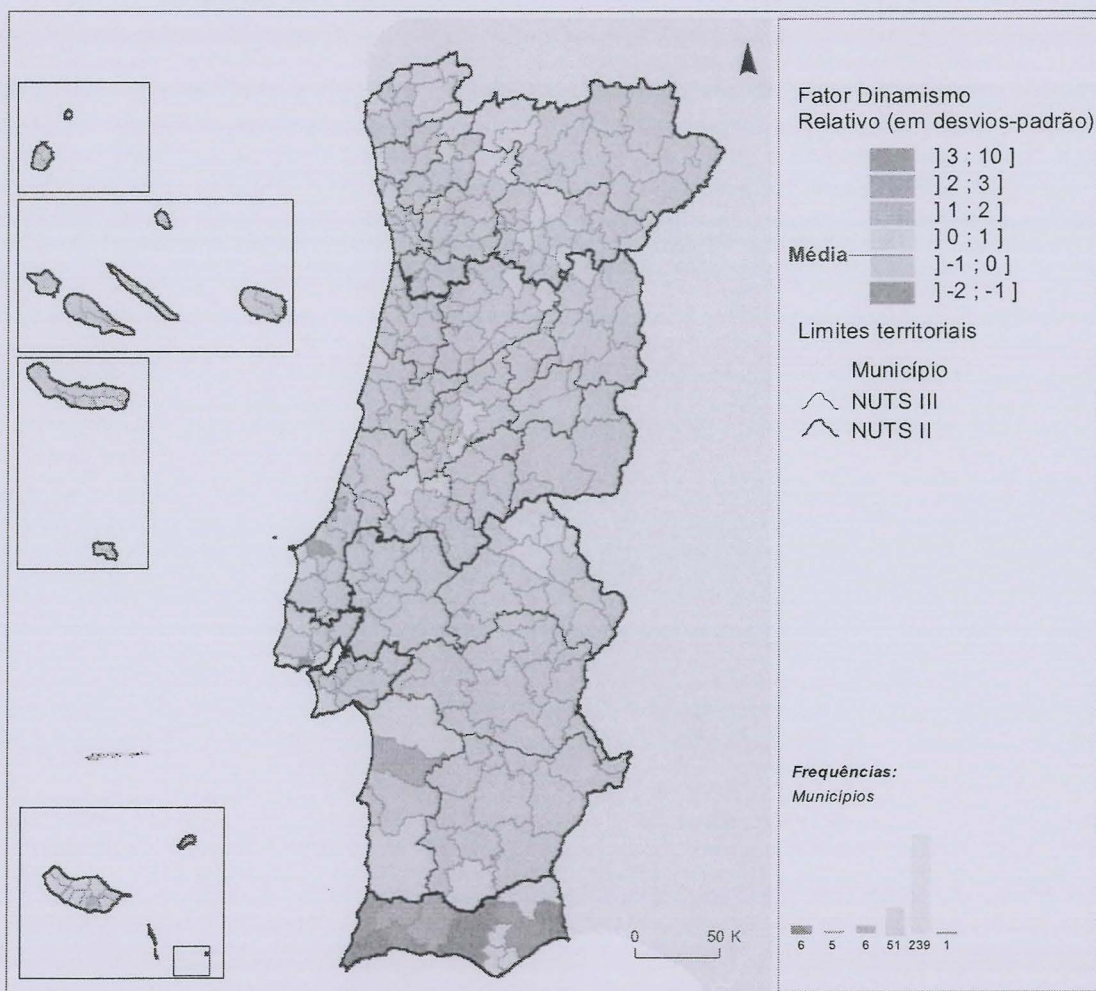 Fator Dinamismo
Relativo (em desvios-padrão)
] 3 ; 10 ]
] 2 ; 3 ]
] 1 ; 2 ]
] 0 ; 1 ]
Média
] -1 ; 0 ]
] -2 ; -1 ]
Limites territoriais
Município
NUTS III
NUTS II
Frequências:
Municípios
6 5 6 51 239 1
0 50 K